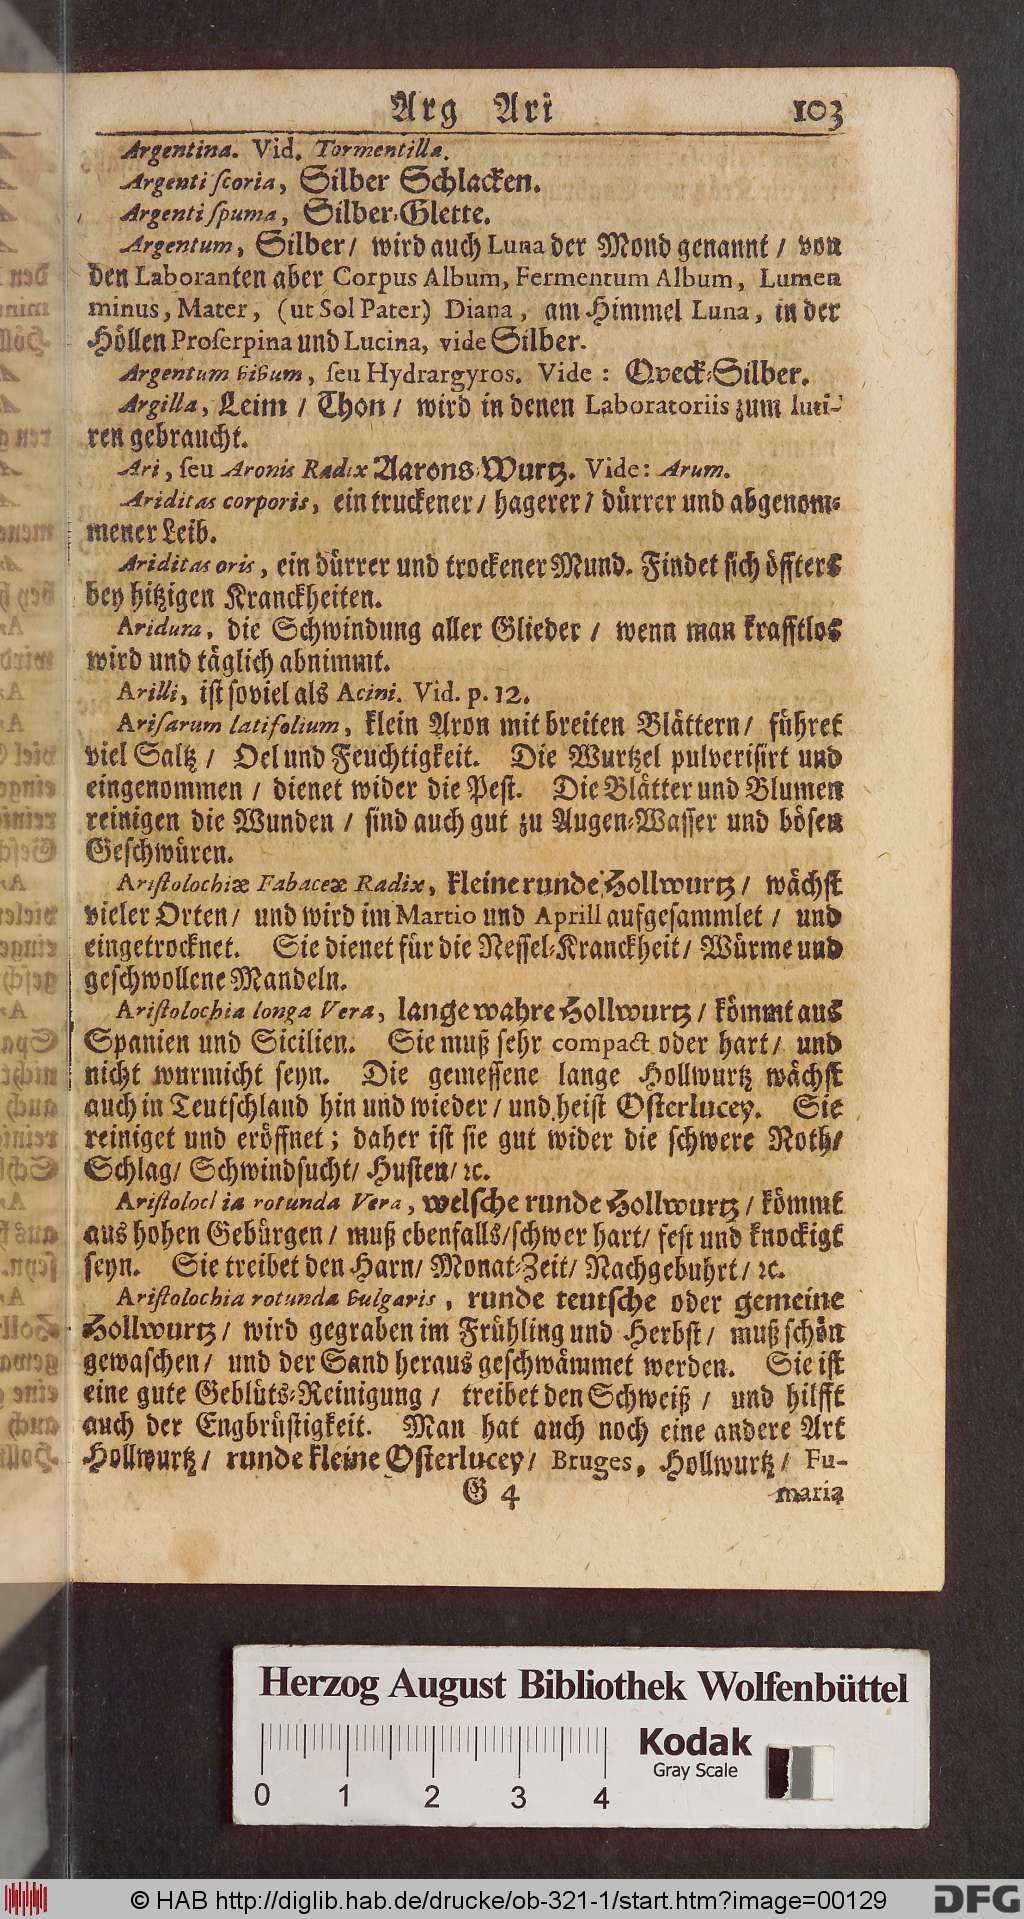 Arg Ari 103
Argentina. Vid. Tormentilla.
Argenti ſcoria, Silber Schlacken.
Argenti ſpuma, Silber-Glette.
Argentum, Silber/ wird auch Luna der Mond genannt / von
den Laboranten aber Corpus Album, Fermentum Album, Lumen
minus, Mater, (ut Sol Pater) Diana, am Himmel Luna, in der
Höllen Proſerpina und Lucina, vide Silber.
Argentum vivum, ſeu Hydrargyros. Vide: Qveck-Silber.
Argilla, Leim / Thon / wird in denen Laboratoriis zum luti-
ren gebraucht.
Ari, ſeu Aronis Radix Aarons-Wurtz. Vide: Arum.
Ariditas corporis, ein truckener / hagerer / dürrer und abgenom-
mener Leib.
Ariditas oris, ein dürrer und trockener Mund. Findet ſich öffters
bey hitzigen Kranckheiten.
Aridura, die Schwindung aller Glieder / wenn man krafftlos
wird und täglich abnimmt.
Arilli, iſt ſoviel als Acini. Vid. p. 12.
Ariſarum latifolium, klein Aron mit breiten Blättern/ führet
viel Saltz / Oel und Feuchtigkeit. Die Wurtzel pulveriſirt und
eingenommen / dienet wider die Peſt. Die Blätter und Blumen
reinigen die Wunden / ſind auch gut zu Augen-Waſſer und böſen
Geſchwüren.
Ariſtolochiæ Fabaceæ Radix, kleine runde Hollwurtz / wächſt
vieler Orten/ und wird im Martio und Aprill aufgeſammlet / und
eingetrocknet. Sie dienet für die Neſſel-Kranckheit/ Würme und
geſchwollene Mandeln.
Ariſtolochia longa Vera, lange wahre Hollwurtz / kömmt aus
Spanien und Sicilien. Sie muß ſehr compact oder hart / und
nicht wurmicht ſeyn. Die gemeſſene lange Hollwurtz wächſt
auch in Teutſchland hin und wieder / und heiſt Oſterlucey. Sie
reiniget und eröffnet; daher iſt ſie gut wider die ſchwere Noth/
Schlag/ Schwindſucht/ Huſten/ ꝛc.
Ariſtolochia rotunda Vera, welſche runde Hollwurtz / kömmt
aus hohen Gebürgen / muß ebenfalls/ſchwer hart/ feſt und knockigt
ſeyn. Sie treibet den Harn/ Monat-Zeit/ Nachgebuhrt/ ꝛc.
Ariſtolochia rotunda vulgaris, runde teutſche oder gemeine
Hollwurtz / wird gegraben im Frühling und Herbſt / muß ſchön
gewaſchen / und der Sand heraus geſchwämmet werden. Sie iſt
eine gute Geblüts-Reinigung / treibet den Schweiß / und hilfft
auch der Engbrüſtigkeit. Man hat auch noch eine andere Art
Hollwurtz / runde kleine Oſterlucey / Bruges, Hollwurtz / Fu-
G 4 maria
Herzog August Bibliothek Wolfenbüttel
0 1 2 3 4
Kodak
Gray Scale
© HAB http://diglib.hab.de/drucke/ob-321-1/start.htm?image=00129
DFG